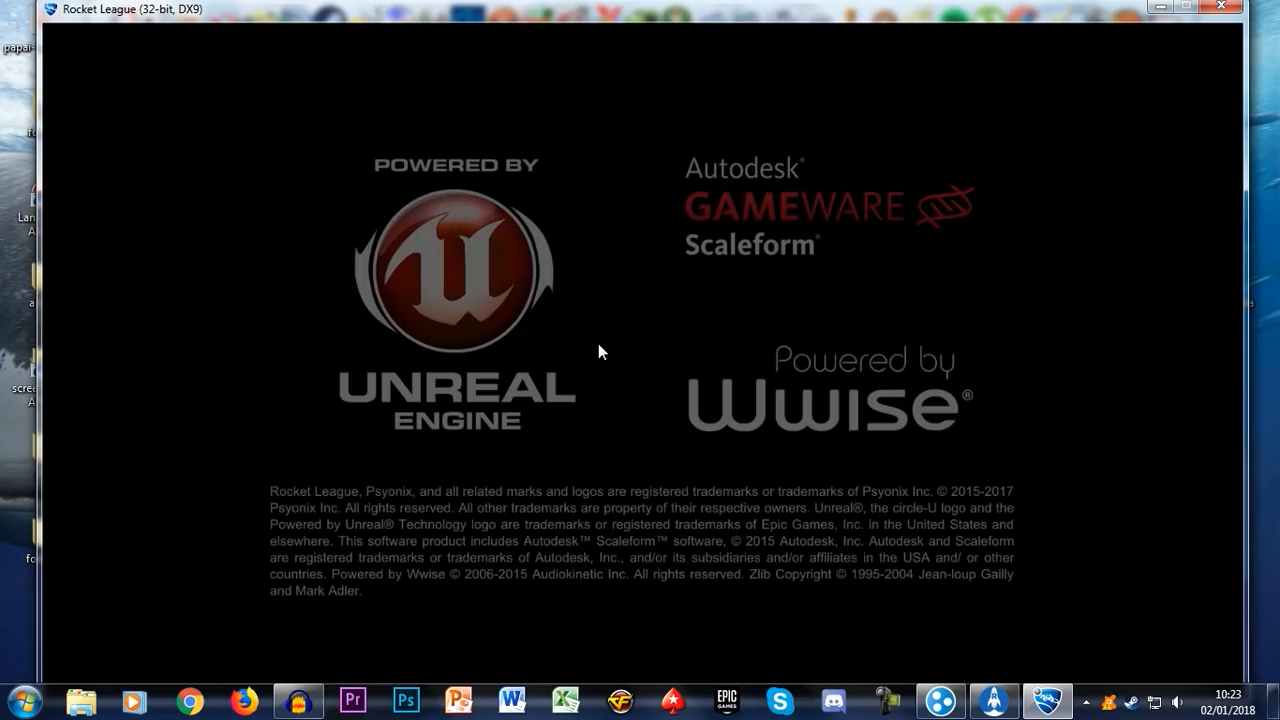 Rocket League (32-bit, DX9)
POWERED BY
UNREAL
ENGINE
Autodesk®
GAMEWARE
Scaleform®
Powered by
Wwise®
Rocket League, Psyonix, and all related marks and logos are registered trademarks or trademarks of Psyonix Inc. © 2015-2017
Psyonix Inc. All rights reserved. All other trademarks are property of their respective owners. Unreal®, the circle-U logo and the
Powered by Unreal® Technology logo are trademarks or registered trademarks of Epic Games, Inc. in the United States and
elsewhere. This software product includes Autodesk™ Scaleform™ software, © 2015 Autodesk, Inc. Autodesk and Scaleform
are registered trademarks or trademarks of Autodesk, Inc., and/or its subsidiaries and/or affiliates in the USA and/ or other
countries. Powered by Wwise © 2006-2015 Audiokinetic Inc. All rights reserved. Zlib Copyright © 1995-2004 Jean-loup Gailly
and Mark Adler.
Pr
Ps
EPIC
GAMES
10:23
02/01/2018